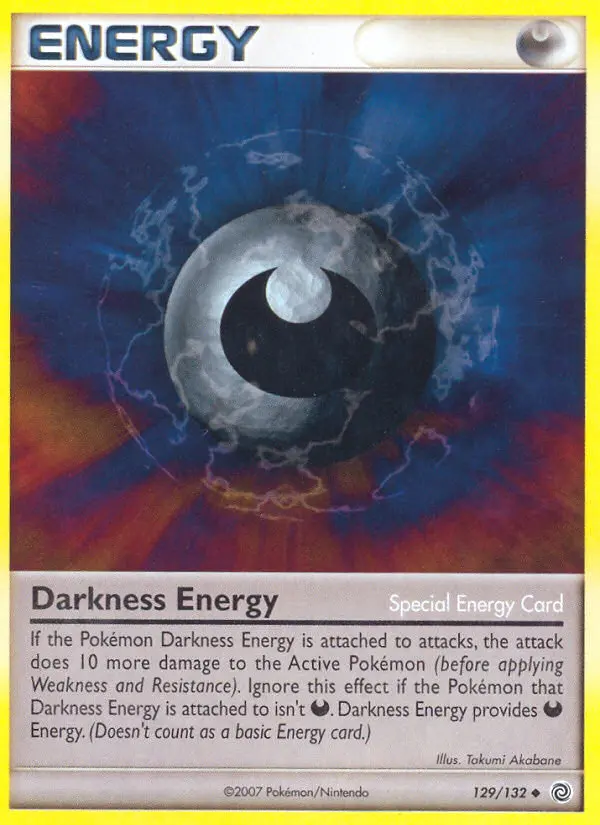 ENERGY
Darkness Energy
Special Energy Card
If the Pokémon Darkness Energy is attached to attacks, the attack
does 10 more damage to the Active Pokémon (before applying
Weakness and Resistance). Ignore this effect if the Pokémon that
Darkness Energy is attached to isn't . Darkness Energy provides
Energy. (Doesn't count as a basic Energy card.)
Illus. Takumi Akabane
©2007 Pokémon/Nintendo
129/132